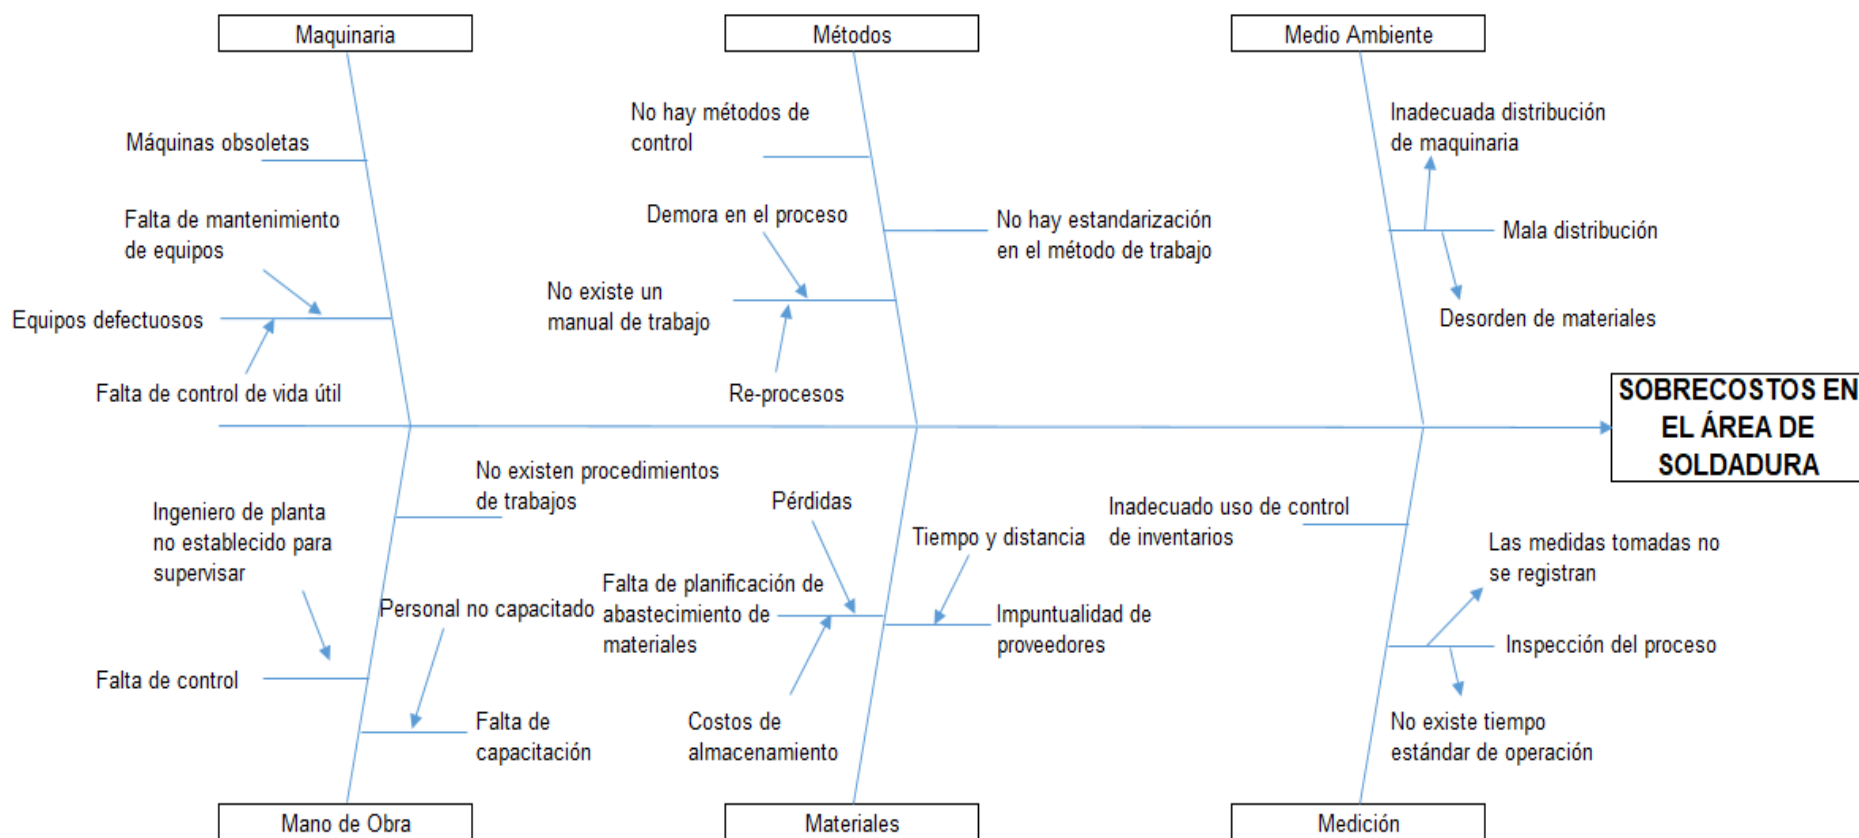 Maquinaria
Métodos
Medio Ambiente
Máquinas obsoletas
Falta de mantenimiento
de equipos
Equipos defectuosos
Falta de control de vida útil
No hay métodos de
control
Demora en el proceso
No hay estandarización
en el método de trabajo
No existe un
manual de trabajo
Re-procesos
Inadecuada distribución
de maquinaria
Mala distribución
Desorden de materiales
SOBRECOSTOS EN
EL ÁREA DE
SOLDADURA
No existen procedimientos
de trabajos
Ingeniero de planta
no establecido para
supervisar
Personal no capacitado
Falta de control
Falta de
capacitación
Pérdidas
Tiempo y distancia
Falta de planificación de
abastecimiento de
materiales
Impuntualidad de
proveedores
Costos de
almacenamiento
Inadecuado uso de control
de inventarios
Las medidas tomadas no
se registran
Inspección del proceso
No existe tiempo
estándar de operación
Mano de Obra
Materiales
Medición